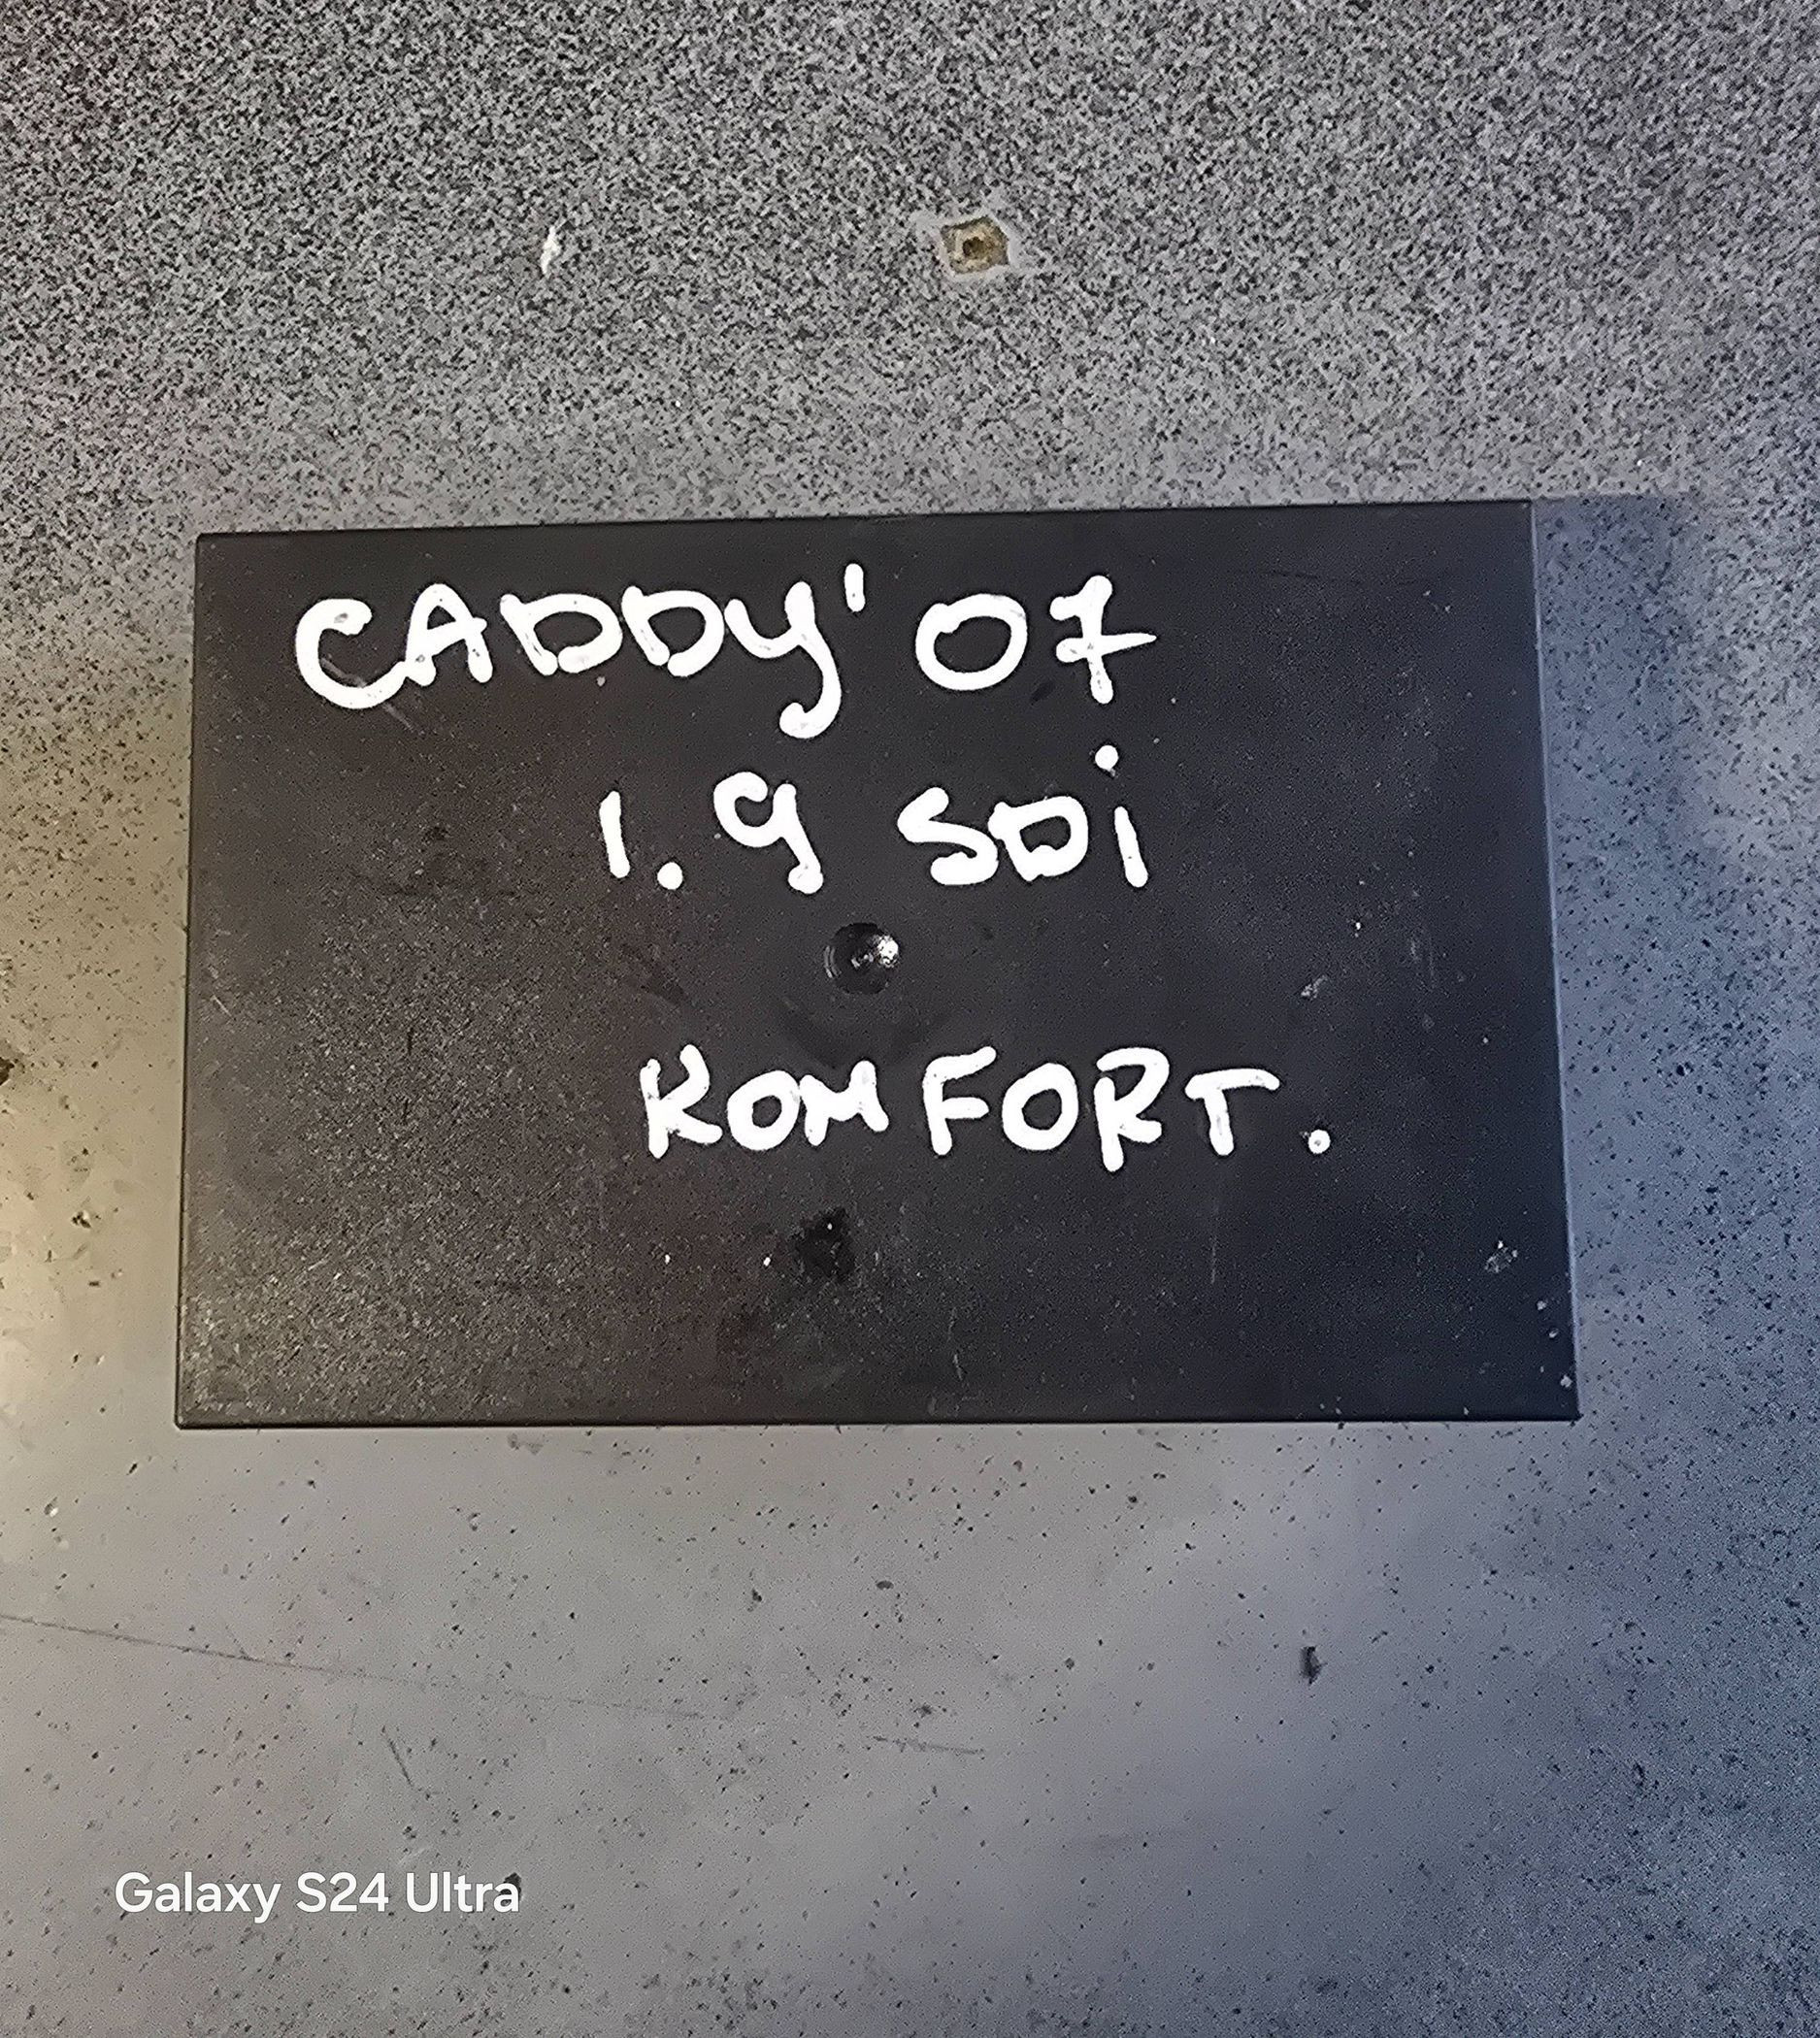 CADDY' 07
1.9 SDi
KOMFORT.
Galaxy S24 Ultra